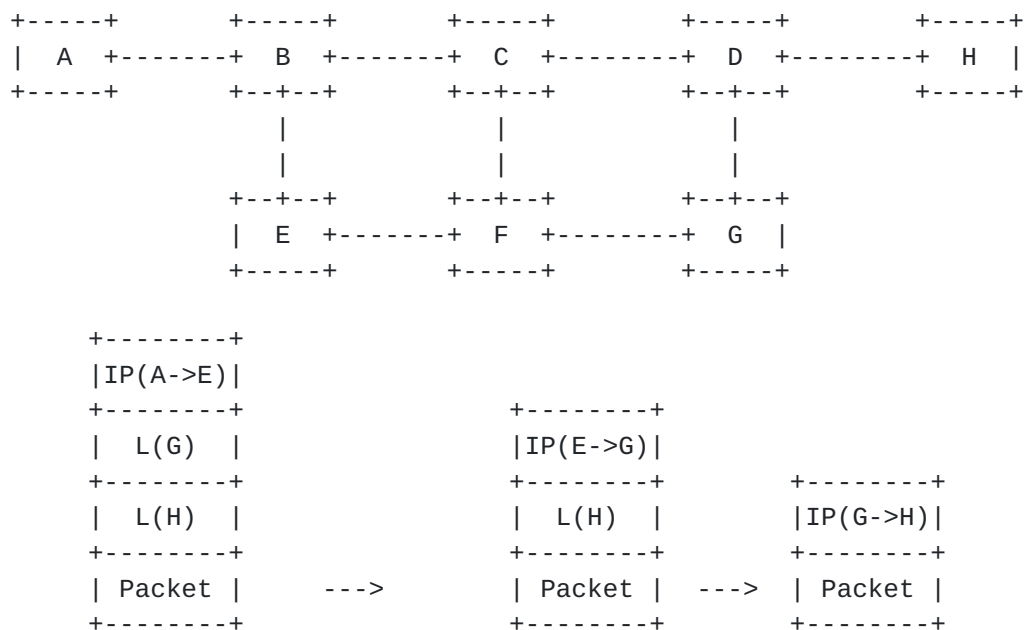 +-----+       +-----+       +-----+        +-----+        +-----+
|  A  +-------+  B  +-------+  C  +--------+  D  +--------+  H  |
+-----+       +--+--+       +--+--+        +--+--+        +-----+
                 |             |              |
                 |             |              |
              +--+--+       +--+--+        +--+--+
              |  E  +-------+  F  +--------+  G  |
              +-----+       +-----+        +-----+

     +--------+
     |IP(A->E)|
     +--------+                 +--------+
     |  L(G)  |                 |IP(E->G)|
     +--------+                 +--------+        +--------+
     |  L(H)  |                 |  L(H)  |        |IP(G->H)|
     +--------+                 +--------+        +--------+
     | Packet |     --->        | Packet |  --->  | Packet |
     +--------+                 +--------+        +--------+